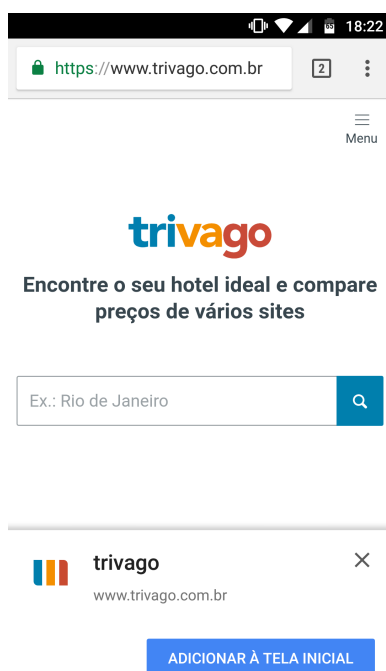 18:22
https://www.trivago.com.br
2
Menu
trivago
Encontre o seu hotel ideal e compare
preços de vários sites
Ex.: Rio de Janeiro
trivago
www.trivago.com.br
ADICIONAR À TELA INICIAL